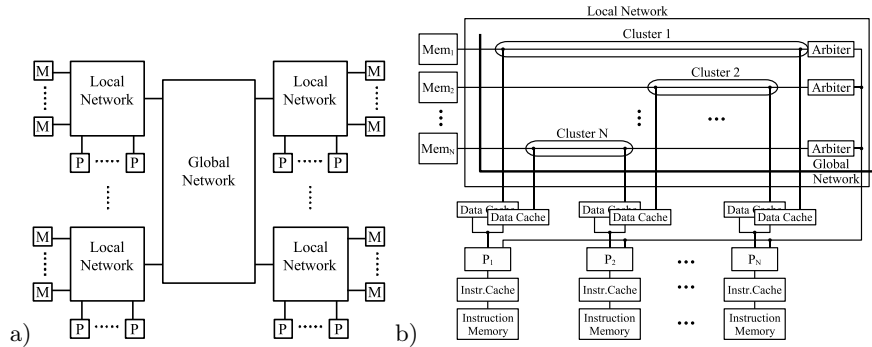 M
Local
Network
M
P ..... P
Global
Network
Local
Network
M
M
P ..... P
M
Local
Network
M
P ..... P
Local
Network
M
M
P ..... P
a)
Local Network
Mem1
Cluster 1
Arbiter
Mem2
Cluster 2
Arbiter
...
MemN
Cluster N
Arbiter
Global
Network
Data Cache
Data Cache
Data Cache
Data Cache
Data Cache
Data Cache
P1
P2
...
PN
Instr.Cache
Instr.Cache
...
Instr.Cache
Instruction
Memory
Instruction
Memory
...
Instruction
Memory
b)